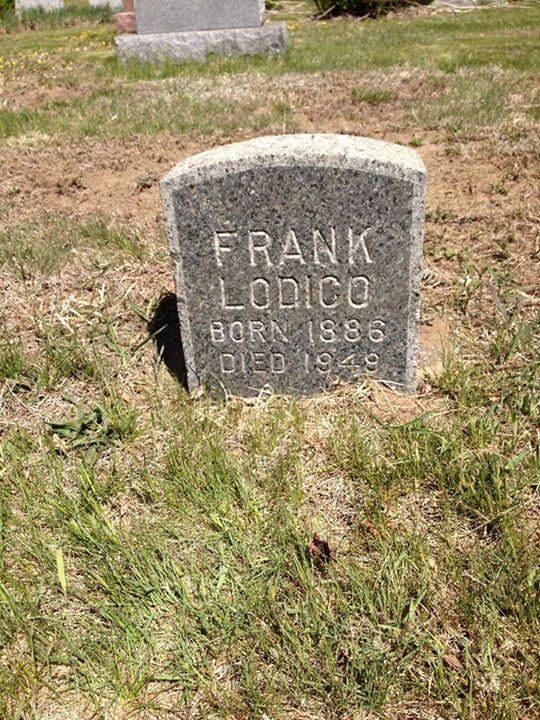 FRANK
LODICO
BORN 1886
DIED 1949